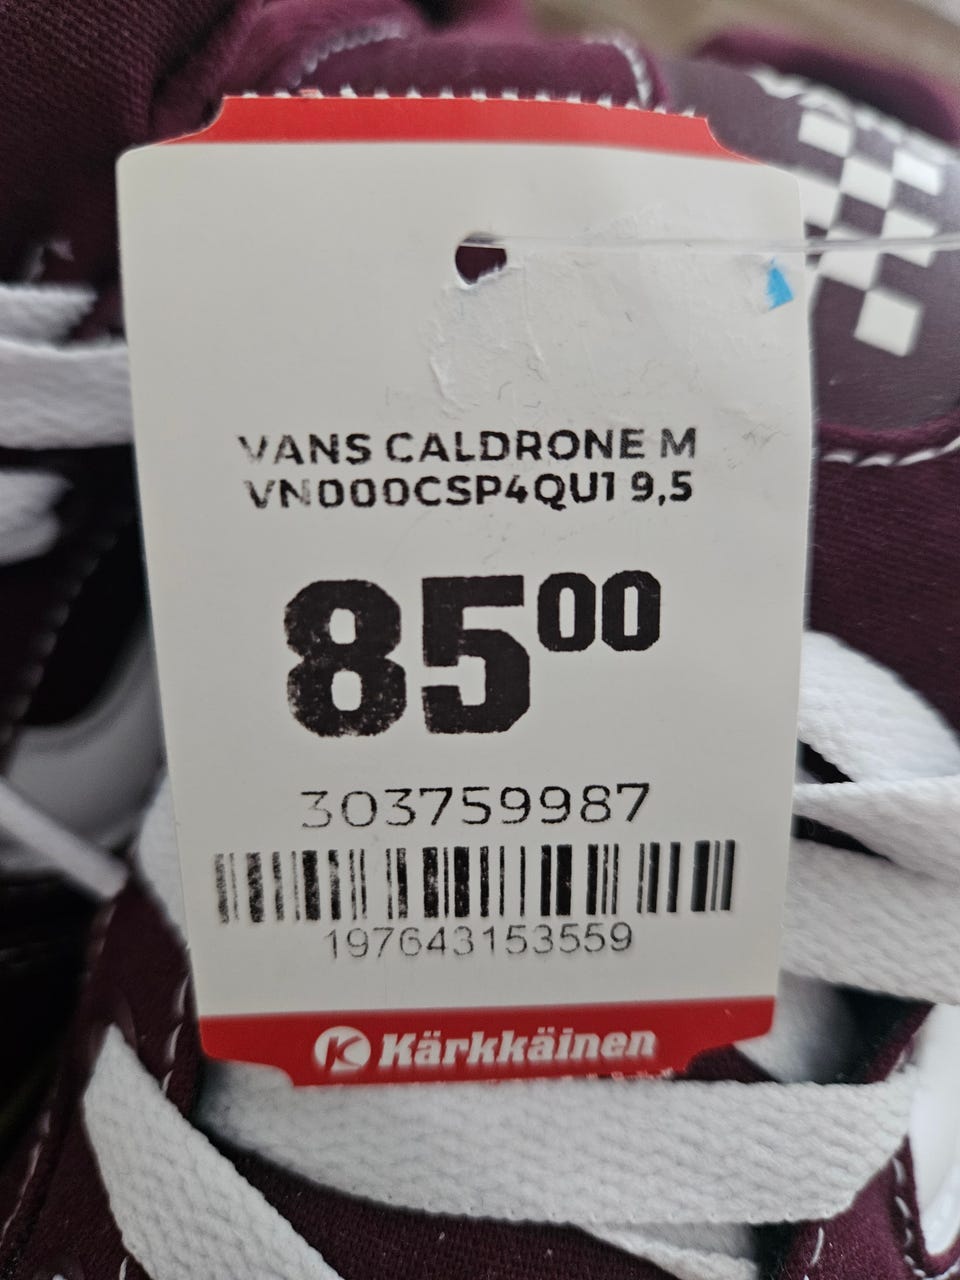 VANS CALDRONE M
VN000CSP4QU1 9,5
8500
303759987
197643153559
Kärkkäinen